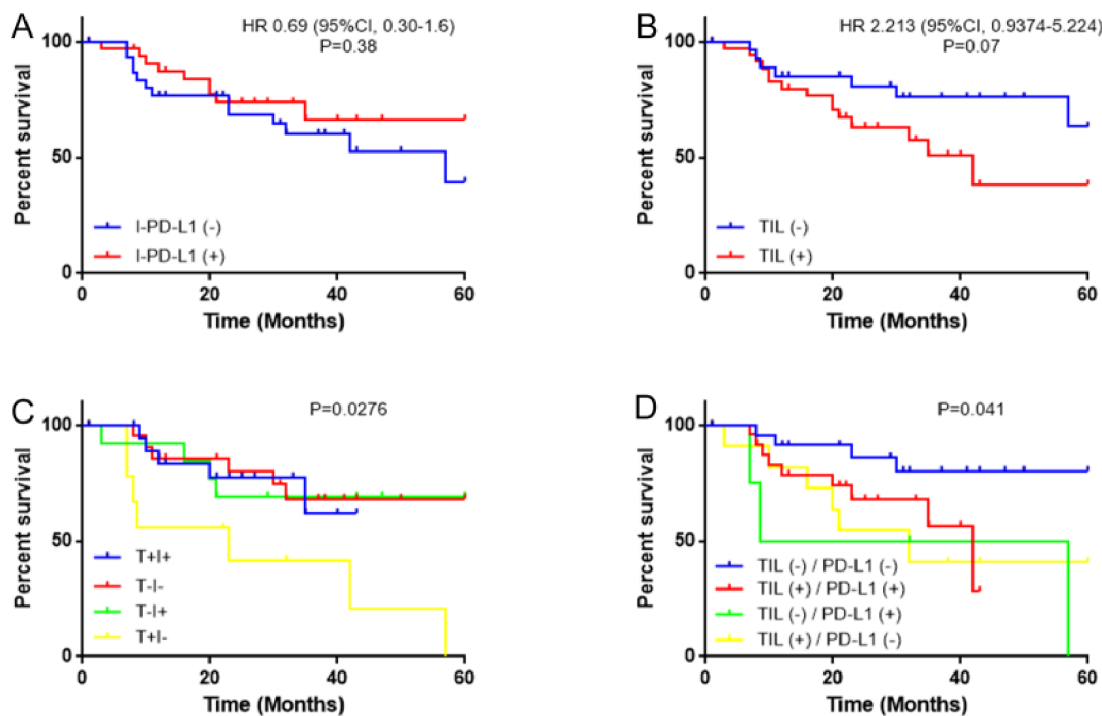 A
HR 0.69 (95%CI, 0.30-1.6)
P=0.38
100
50
0
Percent survival
I-PD-L1 (-)
I-PD-L1 (+)
0 20 40 60
Time (Months)
B
HR 2.213 (95%CI, 0.9374-5.224)
P=0.07
100
50
0
Percent survival
TIL (-)
TIL (+)
0 20 40 60
Time (Months)
C
P=0.0276
100
50
0
Percent survival
T+I+
T-I-
T-I+
T+I-
0 20 40 60
Time (Months)
D
P=0.041
100
50
0
Percent survival
TIL (-) / PD-L1 (-)
TIL (+) / PD-L1 (+)
TIL (-) / PD-L1 (+)
TIL (+) / PD-L1 (-)
0 20 40 60
Time (Months)